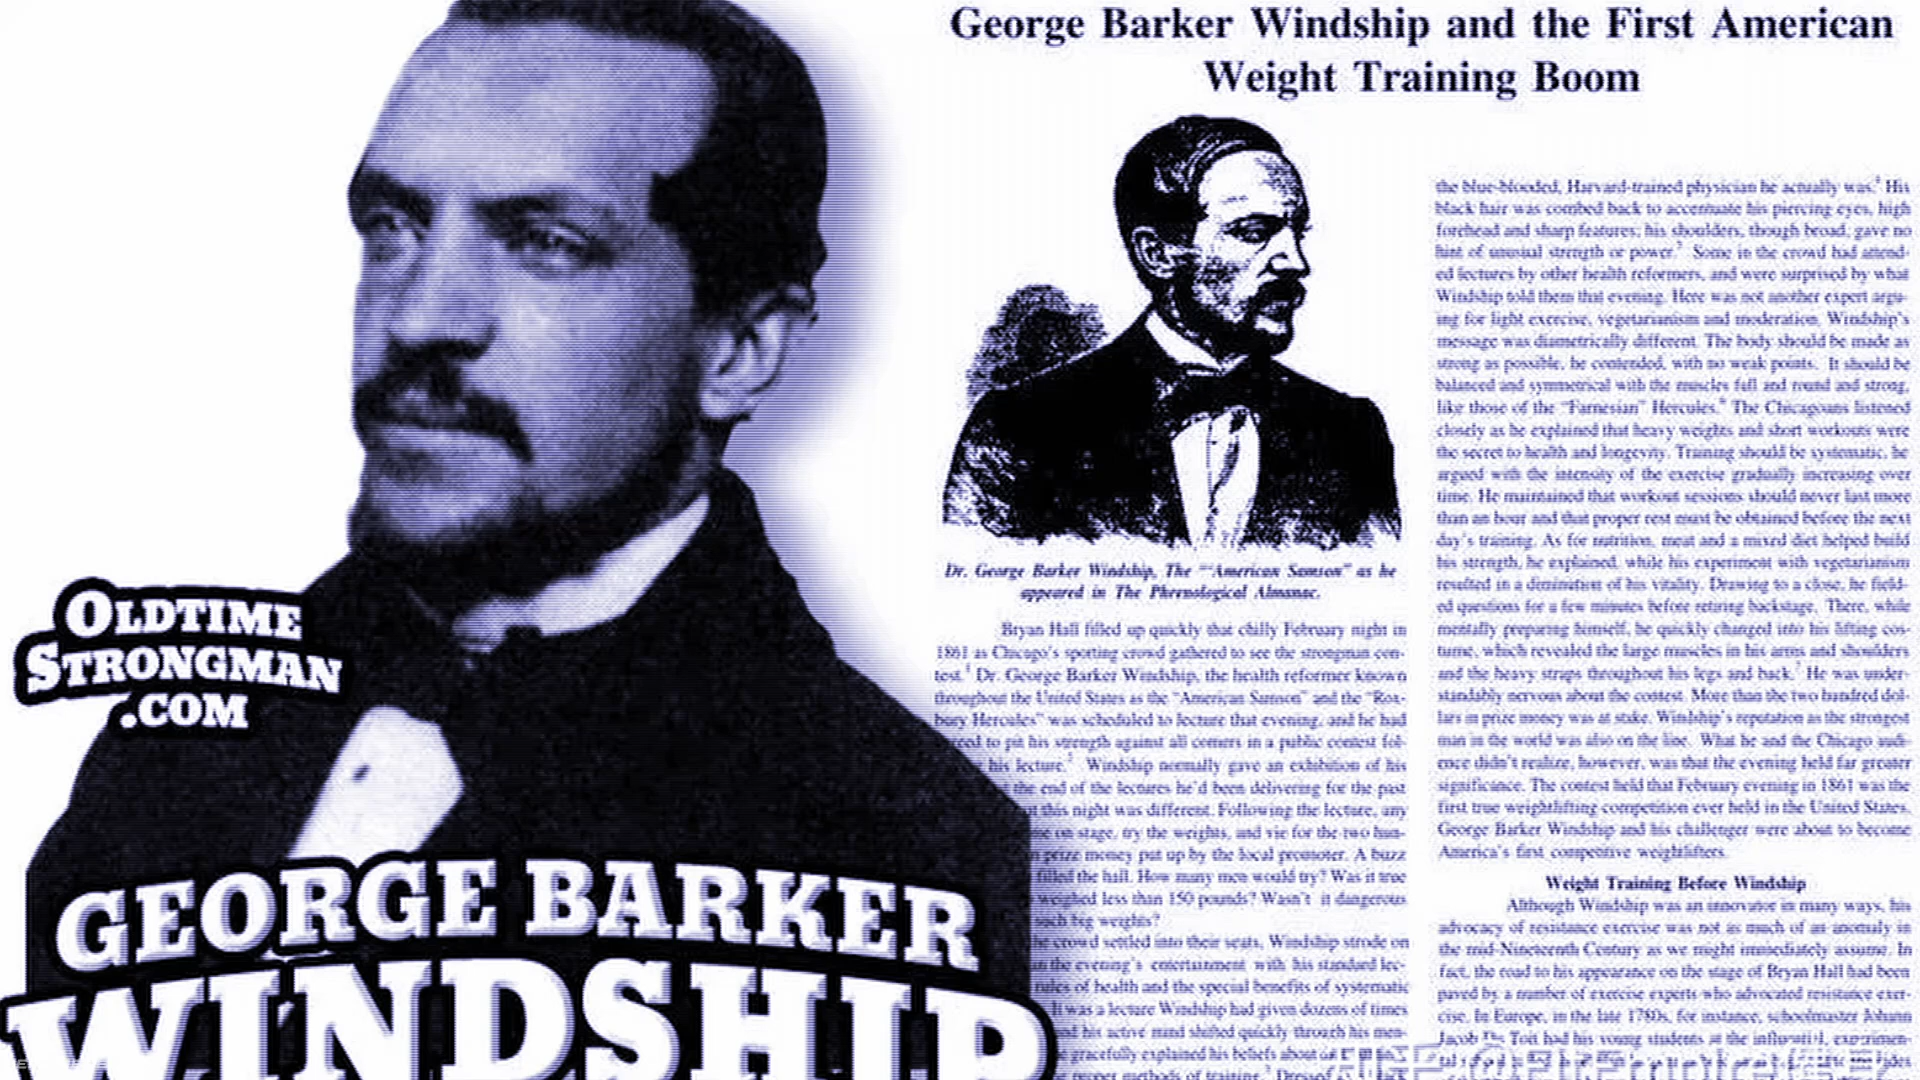 George Barker Windship and the First American
Weight Training Boom
Dr. George Barker Windship, The "“American Samson” as he
appeared in The Phrenological Almanac.
Bryan Hall filled up quickly that chilly February night in
1861 as Chicago's sporting crowd gathered to see the strongman con-
test.1 Dr. George Barker Windship, the health reformer known
throughout the United States as the "American Samson" and the "Rox-
bury Hercules" was scheduled to lecture that evening, and he had
to pit his strength against all comers in a public contest fol-
his lecture.2 Windship normally gave an exhibition of his
the end of the lectures he'd been delivering for the past
this night was different. Following the lecture, any
on stage, try the weights, and vie for the two hun-
prize money put up by the local promoter. A buzz
filled the hall. How many men would try? Was it true
weighed less than 150 pounds? Wasn't it dangerous
such big weights?
crowd settled into their seats, Windship strode on
the evening's entertainment with his standard lec-
rules of health and the special benefits of systematic
It was a lecture Windship had given dozens of times
his active mind shifted quickly through his men-
gracefully explained his beliefs about
proper methods of training.3 Dressed
the blue-blooded, Harvard-trained physician he actually was.4 His
black hair was combed back to accentuate his piercing eyes, high
forehead and sharp features; his shoulders, though broad, gave no
hint of unusual strength or power.5 Some in the crowd had attend-
ed lectures by other health reformers, and were surprised by what
Windship told them that evening. Here was not another expert argu-
ing for light exercise, vegetarianism and moderation. Windship's
message was diametrically different. The body should be made as
strong as possible, he contended, with no weak points. It should be
balanced and symmetrical with the muscles full and round and strong,
like those of the "Farnesian" Hercules.6 The Chicagoans listened
closely as he explained that heavy weights and short workouts were
the secret to health and longevity. Training should be systematic, he
argued with the intensity of the exercise gradually increasing over
time. He maintained that workout sessions should never last more
than an hour and that proper rest must be obtained before the next
day's training. As for nutrition, meat and a mixed diet helped build
his strength, he explained, while his experiment with vegetarianism
resulted in a diminution of his vitality. Drawing to a close, he field-
ed questions for a few minutes before retiring backstage. There, while
mentally preparing himself, he quickly changed into his lifting cos-
tume, which revealed the large muscles in his arms and shoulders
and the heavy straps throughout his legs and back.7 He was under-
standably nervous about the contest. More than the two hundred dol-
lars in prize money was at stake. Windship's reputation as the strongest
man in the world was also on the line. What he and the Chicago audi-
ence didn't realize, however, was that the evening held far greater
significance. The contest held that February evening in 1861 was the
first true weightlifting competition ever held in the United States.
George Barker Windship and his challenger were about to become
America's first competitive weightlifters.
Weight Training Before Windship
Although Windship was an innovator in many ways, his
advocacy of resistance exercise was not as much of an anomaly in
the mid-Nineteenth Century as we might immediately assume. In
fact, the road to his appearance on the stage of Bryan Hall had been
paved by a number of exercise experts who advocated resistance exer-
cise. In Europe, in the late 1780s, for instance, schoolmaster Johann
Jacob Du Toit had his young students at the influential, experimen-
OLDTIME
STRONGMAN
.COM
GEORGE BARKER
WINDSHIP